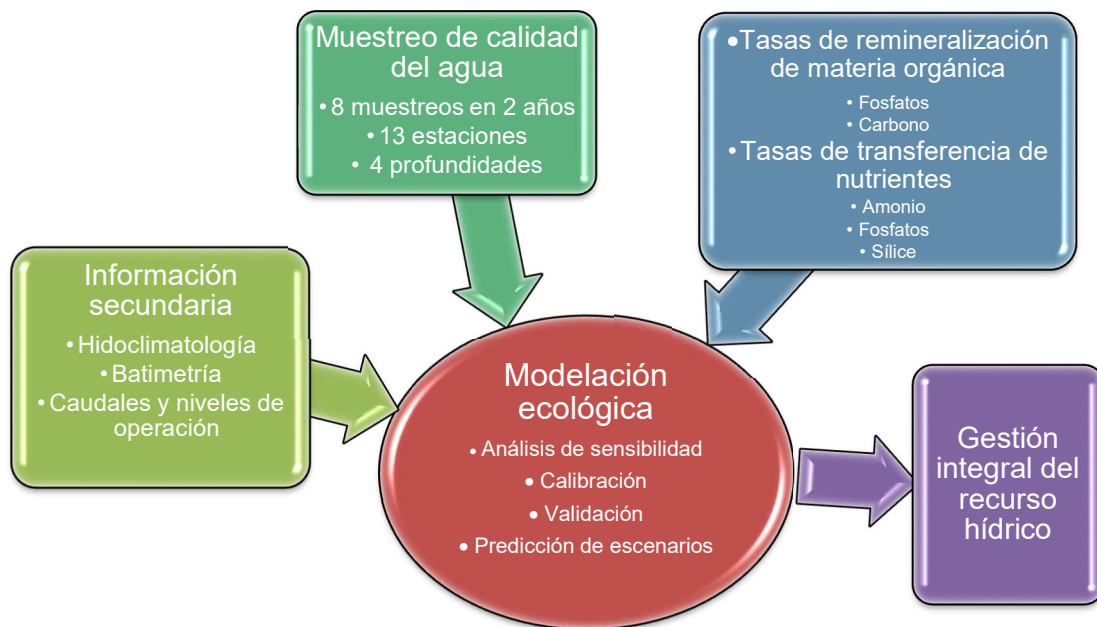 Muestreo de calidad
del agua
• 8 muestreos en 2 años
• 13 estaciones
• 4 profundidades
•Tasas de remineralización
de materia orgánica
• Fosfatos
• Carbono
• Tasas de transferencia de
nutrientes
• Amonio
• Fosfatos
• Sílice
Información
secundaria
• Hidoclimatología
• Batimetría
• Caudales y niveles de
operación
Modelación
ecológica
• Análisis de sensibilidad
• Calibración
• Validación
• Predicción de escenarios
Gestión
integral del
recurso
hídrico